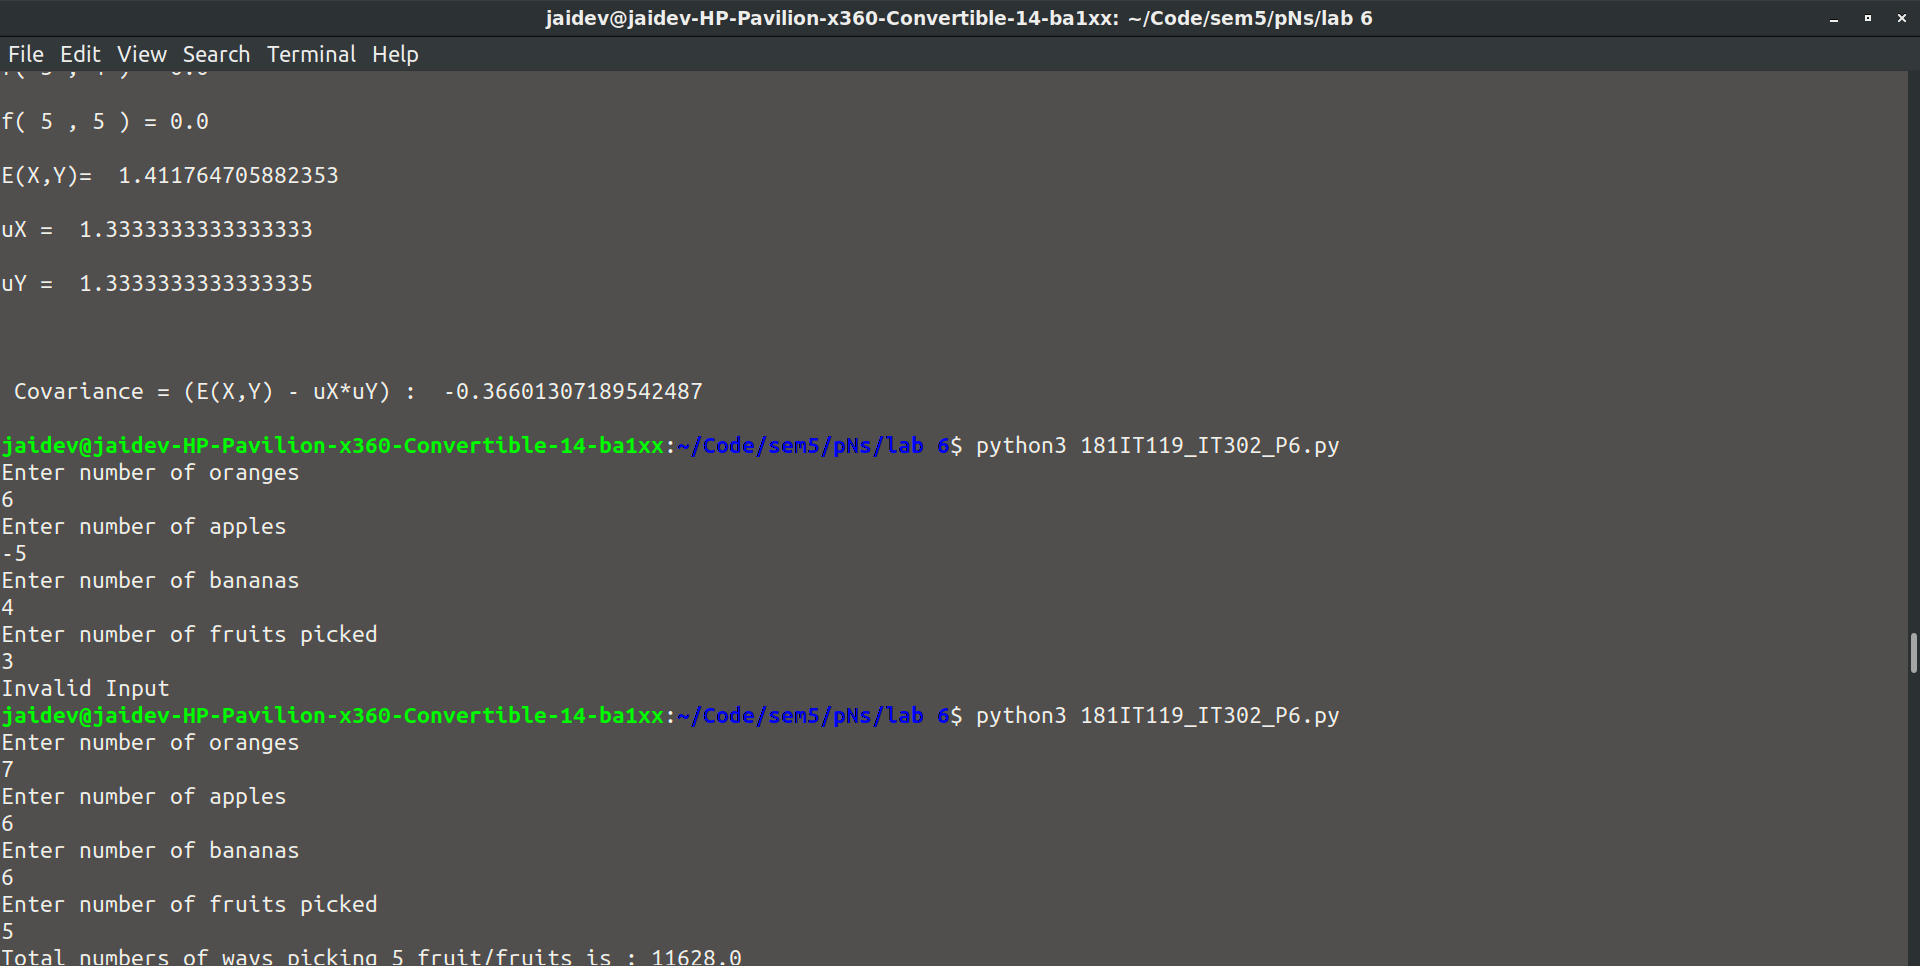 jaidev@jaidev-HP-Pavilion-x360-Convertible-14-ba1xx: ~/Code/sem5/pNs/lab 6
File Edit View Search Terminal Help
f( 5 , 5 ) = 0.0
E(X,Y)=  1.411764705882353
uX =  1.3333333333333333
uY =  1.3333333333333335
Covariance = (E(X,Y) - uX*uY) :  -0.36601307189542487
jaidev@jaidev-HP-Pavilion-x360-Convertible-14-ba1xx:~/Code/sem5/pNs/lab 6$ python3 181IT119_IT302_P6.py
Enter number of oranges
6
Enter number of apples
-5
Enter number of bananas
4
Enter number of fruits picked
3
Invalid Input
jaidev@jaidev-HP-Pavilion-x360-Convertible-14-ba1xx:~/Code/sem5/pNs/lab 6$ python3 181IT119_IT302_P6.py
Enter number of oranges
7
Enter number of apples
6
Enter number of bananas
6
Enter number of fruits picked
5
Total numbers of ways picking 5 fruit/fruits is : 11628.0